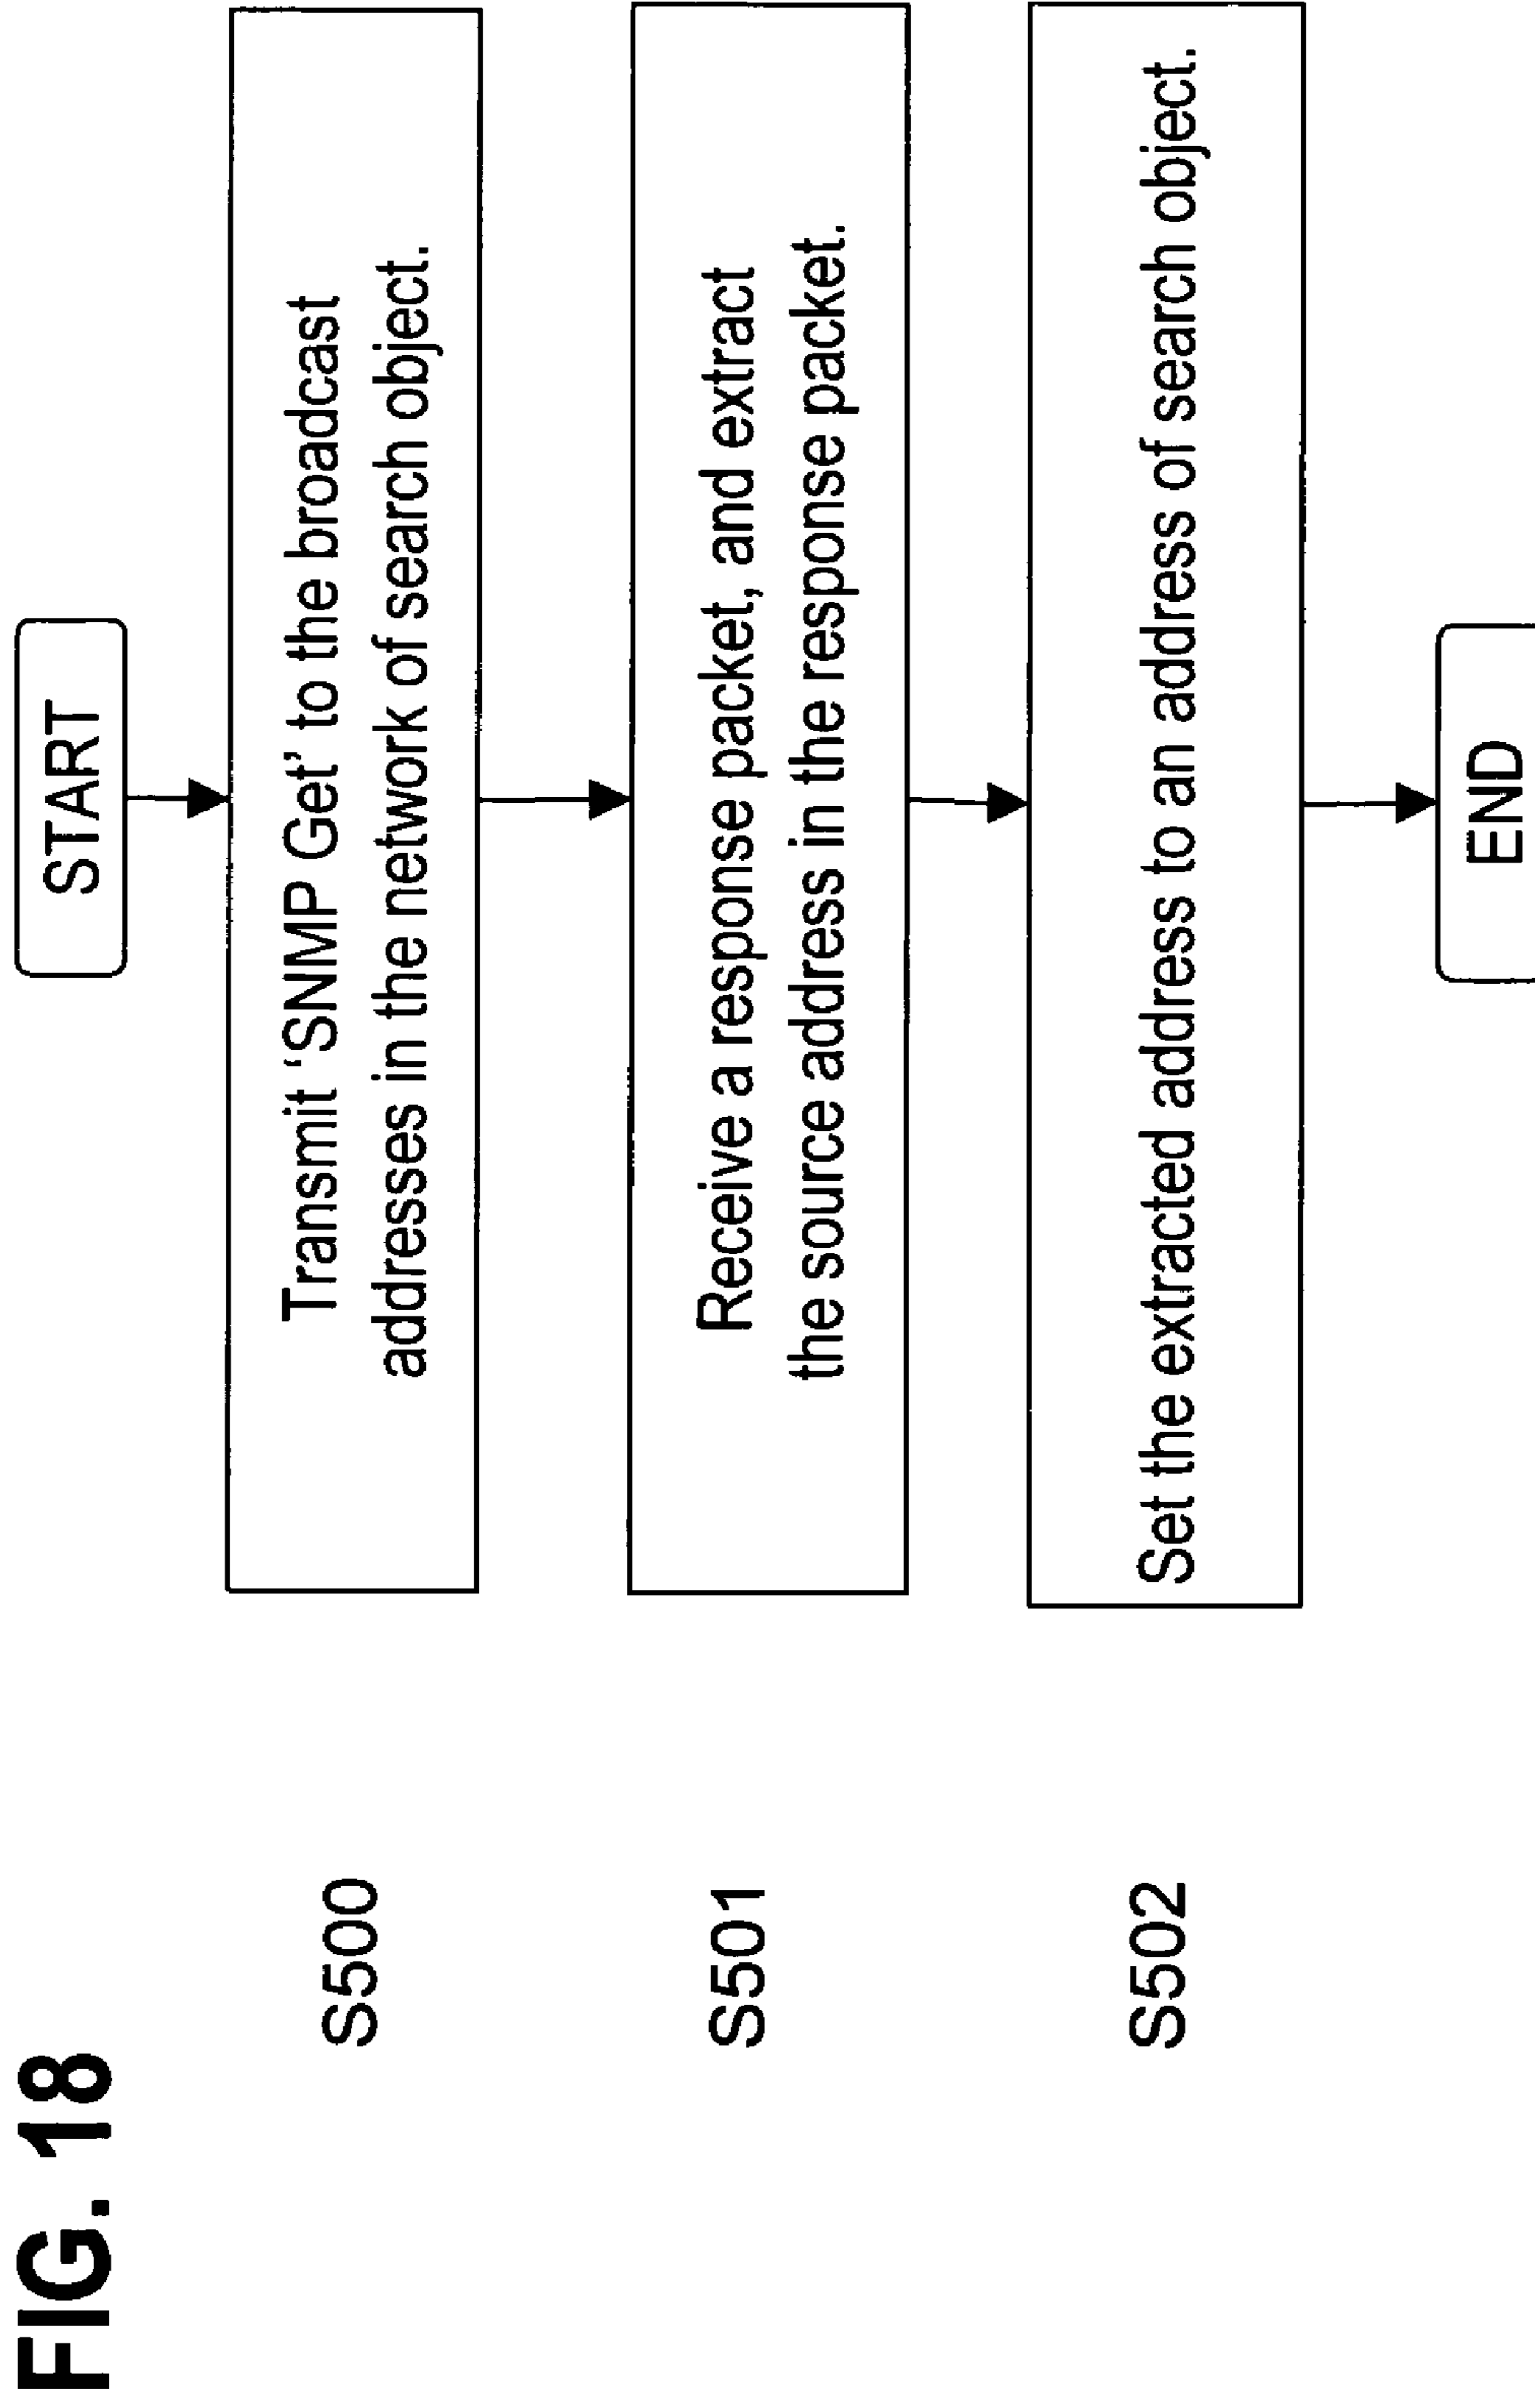 FIG. 18
START
S500
Transmit ‘SNMP Get’ to the broadcast
addresses in the network of search object.
S501
Receive a response packet, and extract
the source address in the response packet.
S502
Set the extracted address to an address of search object.
END